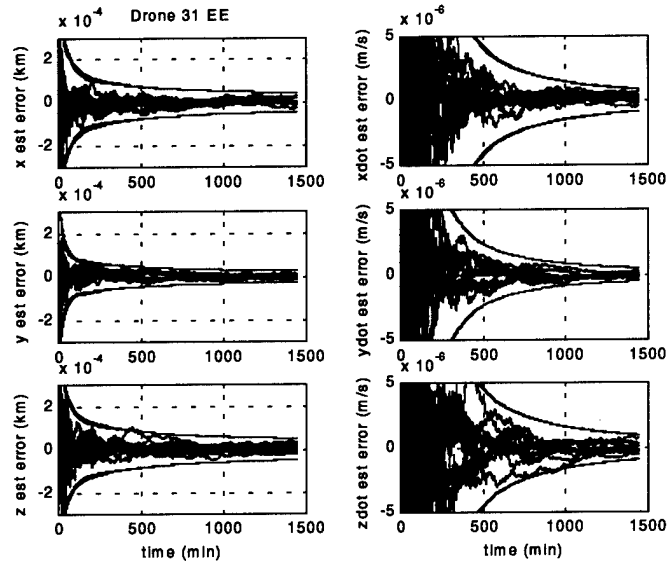 Drone 31 EE
x 10 -4
2
0
-2
x est error (km)
0 500 1000 1500
x 10 -6
5
0
-5
xdot est error (m/s)
0 500 1000 1500
x 10 -4
2
0
-2
y est error (km)
0 500 1000 1500
x 10 -6
5
0
-5
ydot est error (m/s)
0 500 1000 1500
x 10 -4
2
0
-2
z est error (km)
0 500 1000 1500
time (min)
x 10 -6
5
0
-5
zdot est error (m/s)
0 500 1000 1500
time (min)